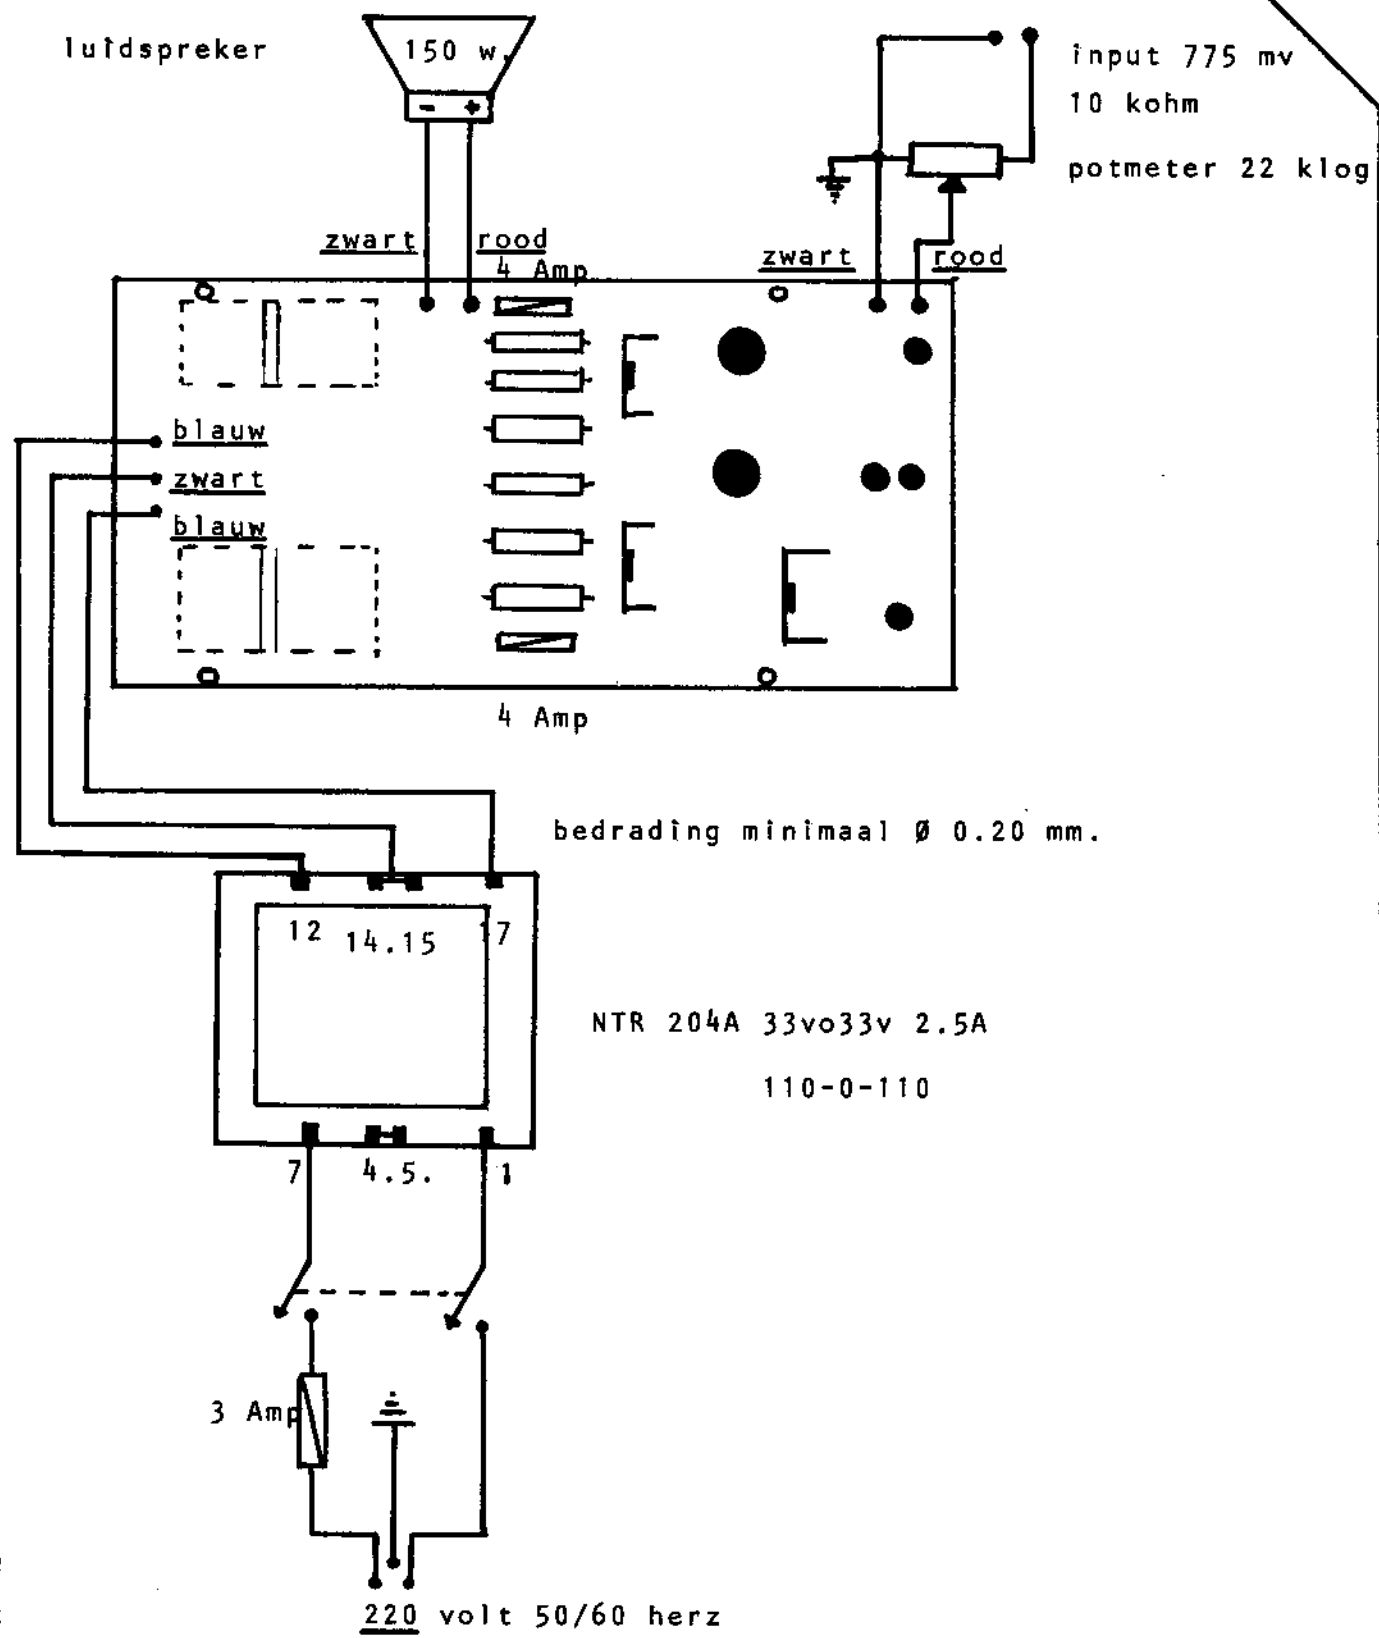 luidspreker
150 w.
- +
input 775 mv
10 kohm
potmeter 22 klog
zwart rood
4 Amp
zwart rood
blauw
zwart
blauw
4 Amp
bedrading minimaal Ø 0.20 mm.
12 14.15 17
NTR 204A 33vo33v 2.5A
110-0-110
7 4.5. 1
3 Amp
220 volt 50/60 herz